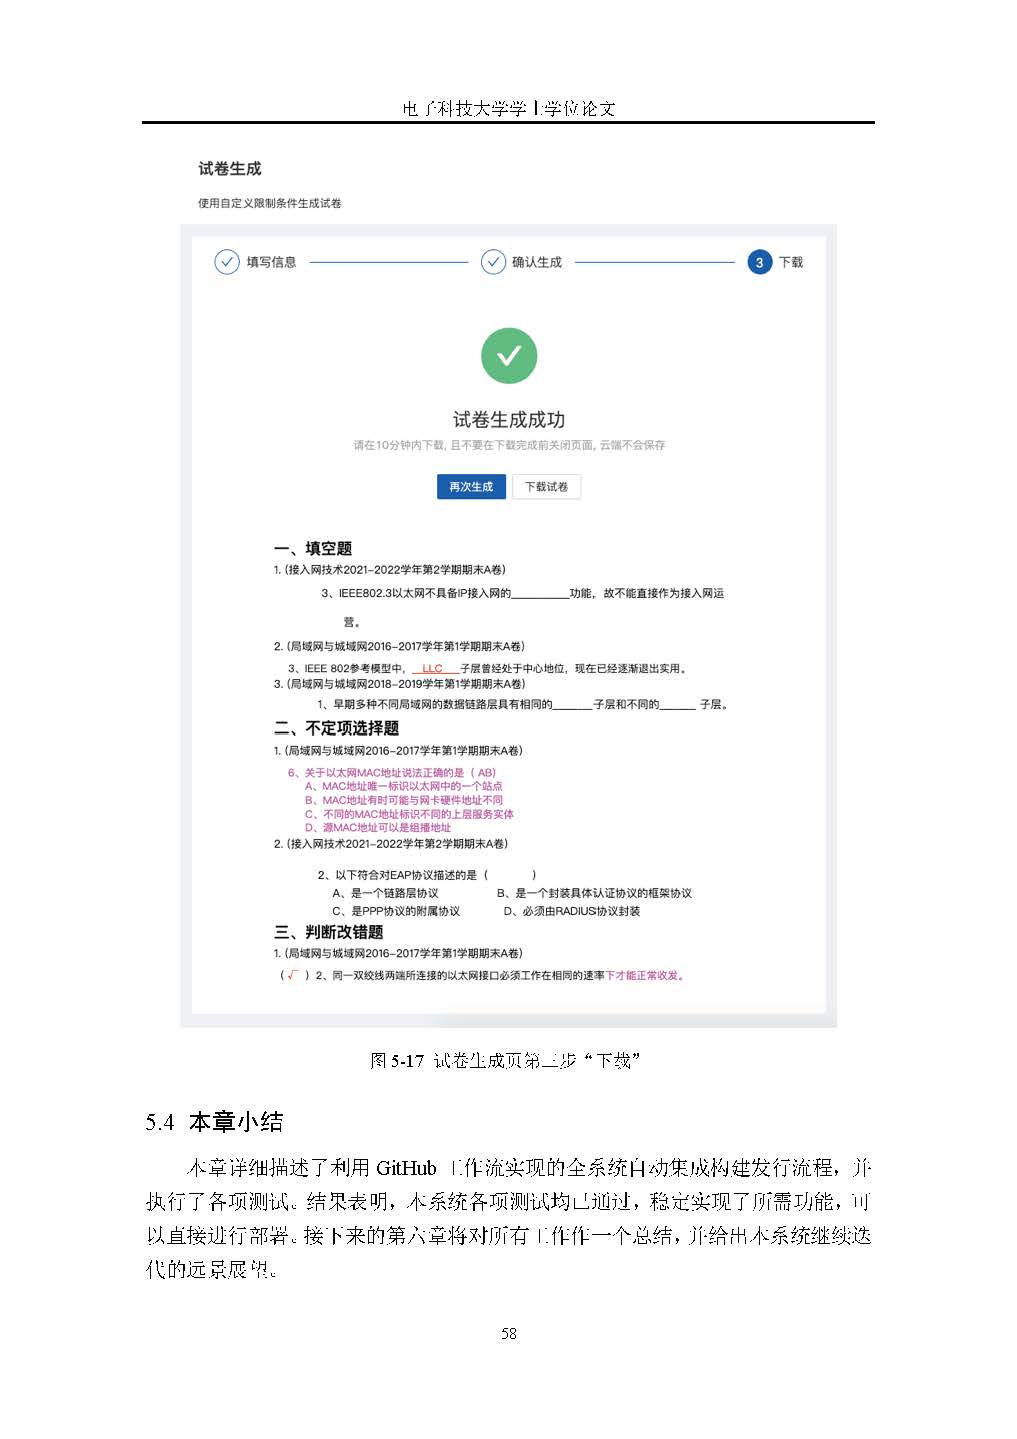 电子科技大学学士学位论文
试卷生成
使用自定义限制条件生成试卷
填写信息 确认生成 3 下载
试卷生成成功
请在10分钟内下载, 且不要在下载完成前关闭页面, 云端不会保存
再次生成 下载试卷
一、填空题
1. (接入网技术2021-2022学年第2学期期末A卷)
3、IEEE802.3以太网不具备IP接入网的__________功能，故不能直接作为接入网运
营。
2. (局域网与城域网2016-2017学年第1学期期末A卷)
3、IEEE 802参考模型中，__LLC___子层曾经处于中心地位，现在已经逐渐退出实用。
3. (局域网与城域网2018-2019学年第1学期期末A卷)
1、早期多种不同局域网的数据链路层具有相同的_______子层和不同的______ 子层。
二、不定项选择题
1. (局域网与城域网2016-2017学年第1学期期末A卷)
6、关于以太网MAC地址说法正确的是（ AB）
A、MAC地址唯一标识以太网中的一个站点
B、MAC地址有时可能与网卡硬件地址不同
C、不同的MAC地址标识不同的上层服务实体
D、源MAC地址可以是组播地址
2. (接入网技术2021-2022学年第2学期期末A卷)
2、以下符合对EAP协议描述的是（ ）
A、是一个链路层协议 B、是一个封装具体认证协议的框架协议
C、是PPP协议的附属协议 D、必须由RADIUS协议封装
三、判断改错题
1. (局域网与城域网2016-2017学年第1学期期末A卷)
（√ ）2、同一双绞线两端所连接的以太网接口必须工作在相同的速率下才能正常收发。
图 5-17 试卷生成页第三步“下载”
5.4 本章小结
本章详细描述了利用 GitHub 工作流实现的全系统自动集成构建发行流程，并
执行了各项测试。结果表明，本系统各项测试均已通过，稳定实现了所需功能，可
以直接进行部署。接下来的第六章将对所有工作作一个总结，并给出本系统继续迭
代的远景展望。
58